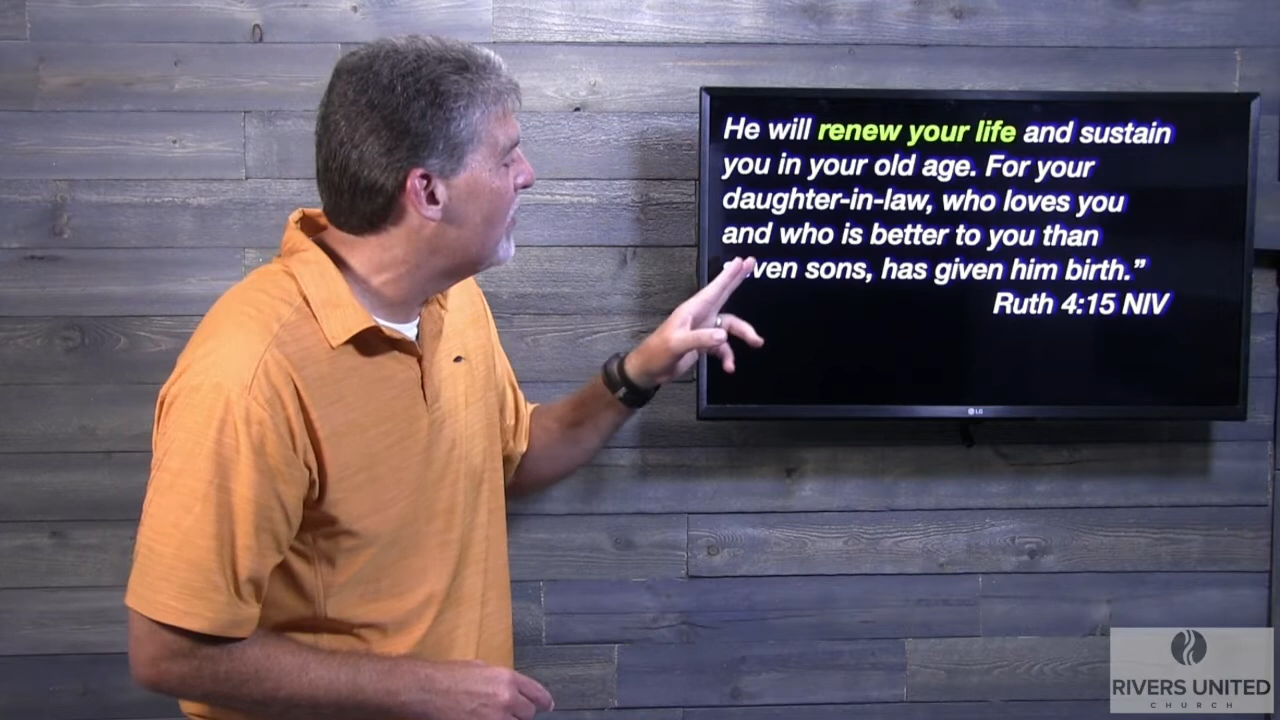 He will renew your life and sustain
you in your old age. For your
daughter-in-law, who loves you
and who is better to you than
sons, has given him birth.”
Ruth 4:15 NIV
LG
RIVERS UNITED
CHURCH